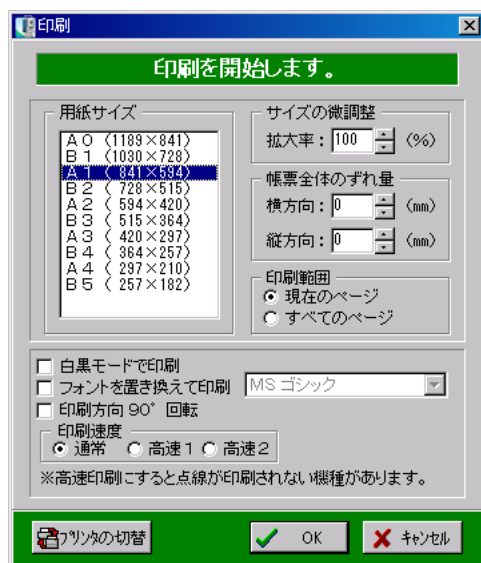 印刷
印刷を開始します。
用紙サイズ
A0 (1189×841)
B1 (1030×728)
A1 ( 841×594)
B2 ( 728×515)
A2 ( 594×420)
B3 ( 515×364)
A3 ( 420×297)
B4 ( 364×257)
A4 ( 297×210)
B5 ( 257×182)
サイズの微調整
拡大率：100 (%)
帳票全体のずれ量
横方向：0 (mm)
縦方向：0 (mm)
印刷範囲
現在のページ
すべてのページ
白黒モードで印刷
フォントを置き換えて印刷 MS ゴシック
印刷方向90°回転
印刷速度
通常 高速1 高速2
※高速印刷にすると点線が印刷されない機種があります。
プリンタの切替 OK キャンセル